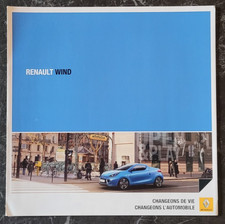 RENAULT WIND
CHANGEONS DE VIE
CHANGEONS L'AUTOMOBILE